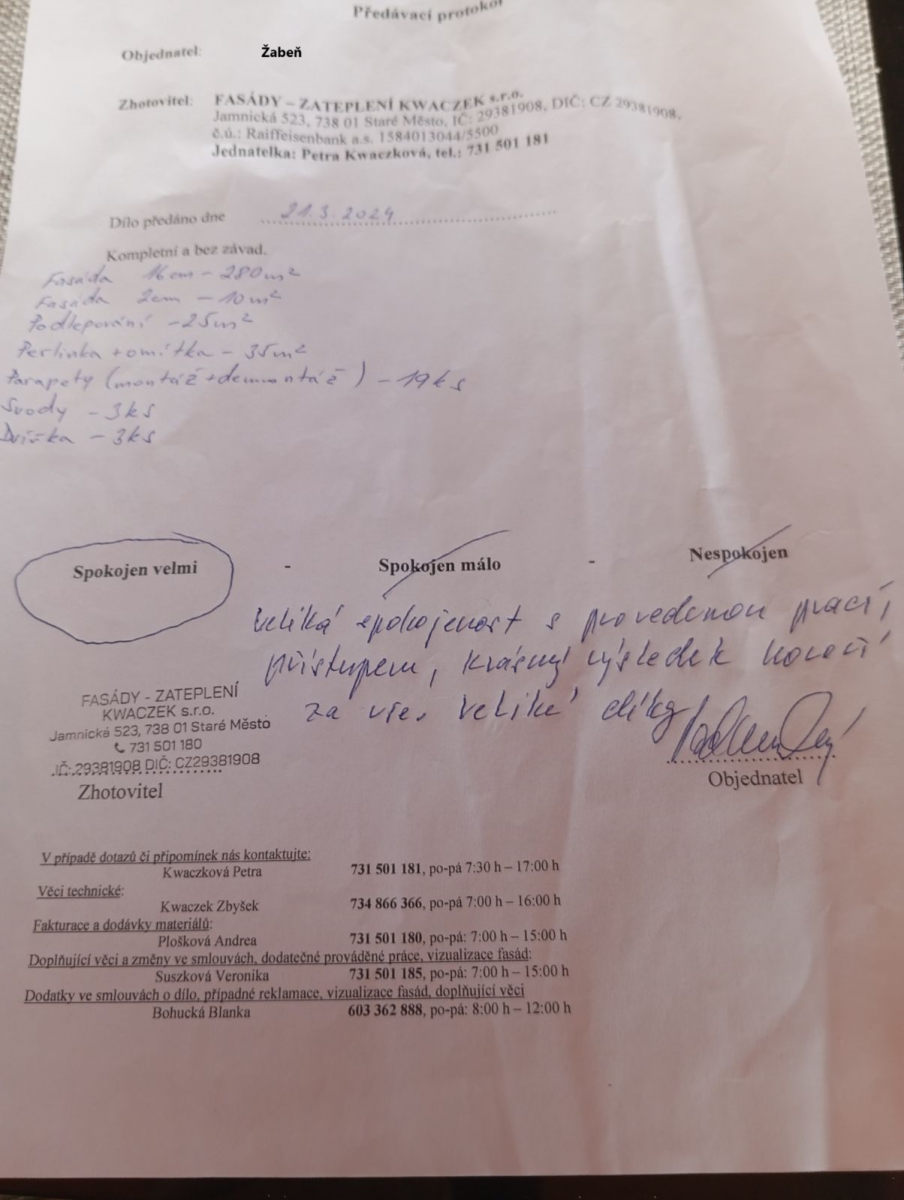 Předávací protokol
Objednatel: Žabeň
Zhotovitel: FASÁDY – ZATEPLENÍ KWACZEK s.r.o.
Jamnická 523, 738 01 Staré Město, IČ: 29381908, DIČ: CZ 29381908,
č.ú.: Raiffeisenbank a.s. 1584013044/5500
Jednatelka: Petra Kwaczková, tel.: 731 501 181
Dílo předáno dne 21.3.2024
Kompletní a bez závad.
Fasáda 16cm – 280m²
Fasáda 2cm – 10m²
Podlepování – 25m²
Perlinka + omítka – 35m²
Parapety (montáž + demontáž) – 19ks
Svody – 3ks
Dvířka – 3ks
Spokojen velmi - Spokojen málo - Nespokojen
Veliká spokojenost s provedenou prací,
přístupem, krásný výsledek hovoří
za vše. Veliké díky
FASÁDY - ZATEPLENÍ
KWACZEK s.r.o.
Jamnická 523, 738 01 Staré Město
731 501 180
IČ: 29381908 DIČ: CZ29381908
Zhotovitel
Objednatel
V případě dotazů či připomínek nás kontaktujte:
Kwaczková Petra 731 501 181, po-pá 7:30 h – 17:00 h
Věci technické:
Kwaczek Zbyšek 734 866 366, po-pá 7:00 h – 16:00 h
Fakturace a dodávky materiálů:
Plošková Andrea 731 501 180, po-pá: 7:00 h – 15:00 h
Doplňující věci a změny ve smlouvách, dodatečné prováděné práce, vizualizace fasád:
Suszková Veronika 731 501 185, po-pá: 7:00 h – 15:00 h
Dodatky ve smlouvách o dílo, případné reklamace, vizualizace fasád, doplňující věci
Bohucká Blanka 603 362 888, po-pá: 8:00 h – 12:00 h